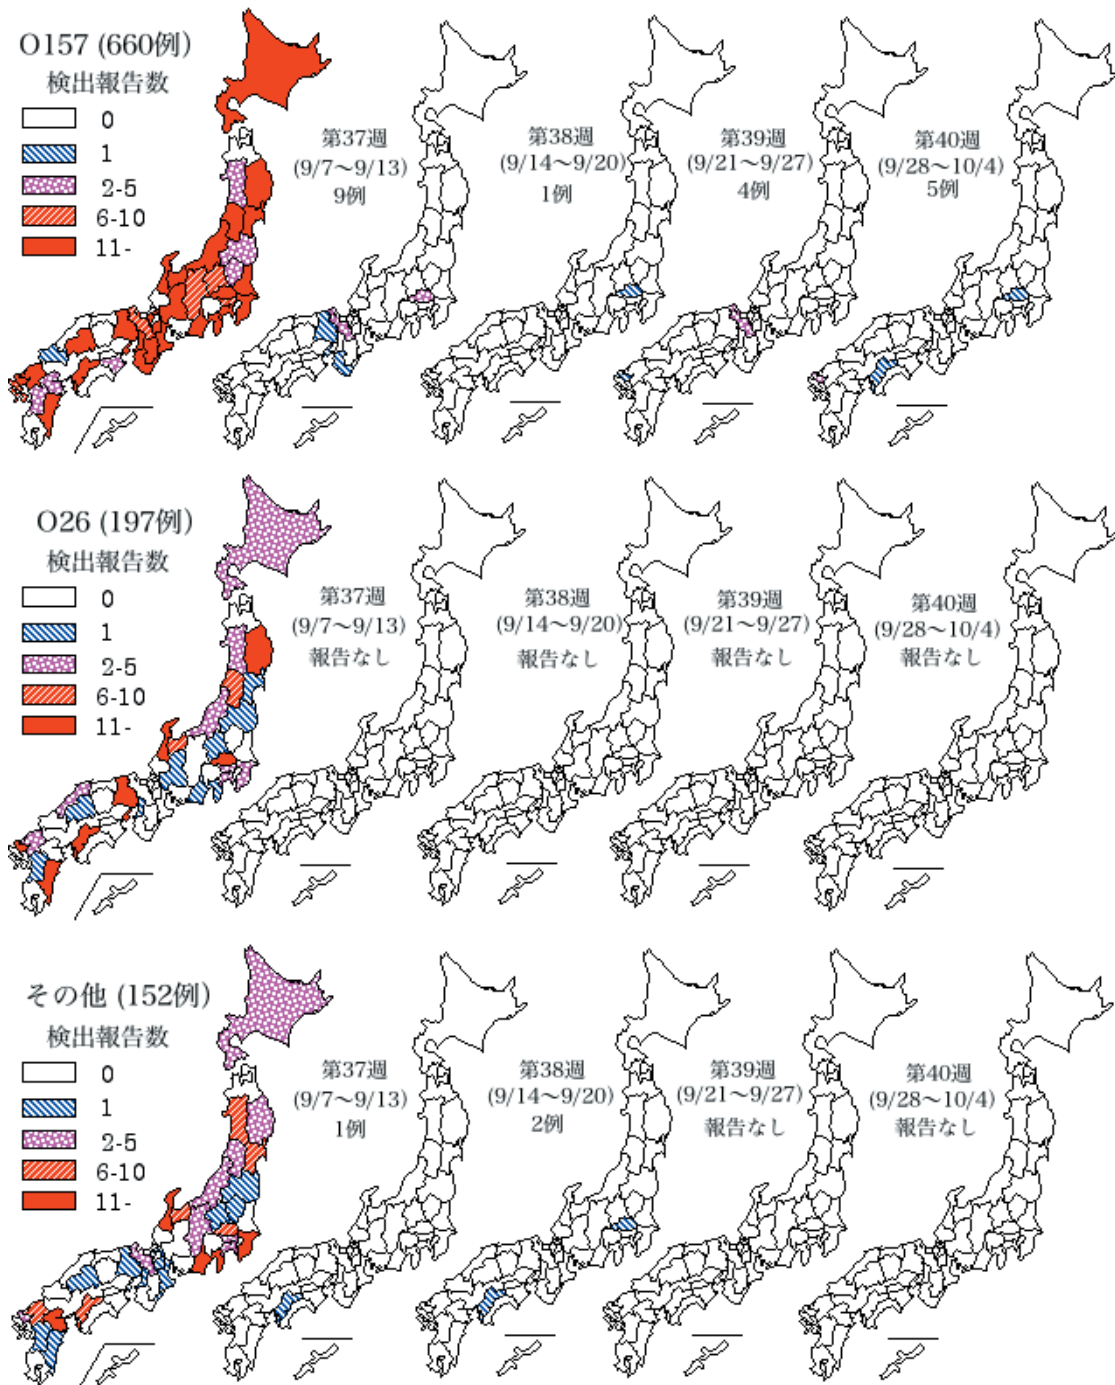 O157 (660例)
検出報告数
0
1
2-5
6-10
11-
第37週
(9/7〜9/13)
9例
第38週
(9/14〜9/20)
1例
第39週
(9/21〜9/27)
4例
第40週
(9/28〜10/4)
5例
O26 (197例)
検出報告数
0
1
2-5
6-10
11-
第37週
(9/7〜9/13)
報告なし
第38週
(9/14〜9/20)
報告なし
第39週
(9/21〜9/27)
報告なし
第40週
(9/28〜10/4)
報告なし
その他 (152例)
検出報告数
0
1
2-5
6-10
11-
第37週
(9/7〜9/13)
1例
第38週
(9/14〜9/20)
2例
第39週
(9/21〜9/27)
報告なし
第40週
(9/28〜10/4)
報告なし